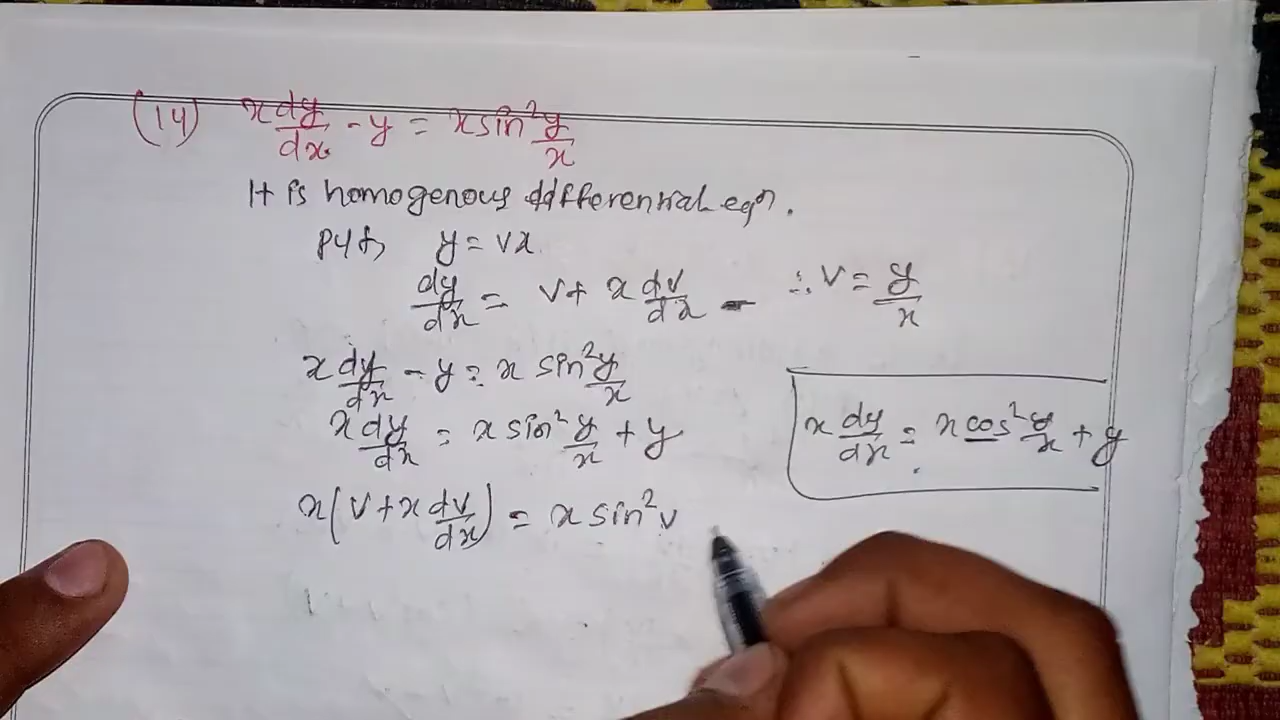 (14) x dy/dx - y = x sin² y/x
It is homogenous differential eqn.
Put, y = vx
dy/dx = v + x dv/dx - ∴ v = y/x
x dy/dx - y = x sin² y/x
x dy/dx = x sin² y/x + y
x dy/dx = x cos² y/x + y
x(v + x dv/dx) = x sin² v